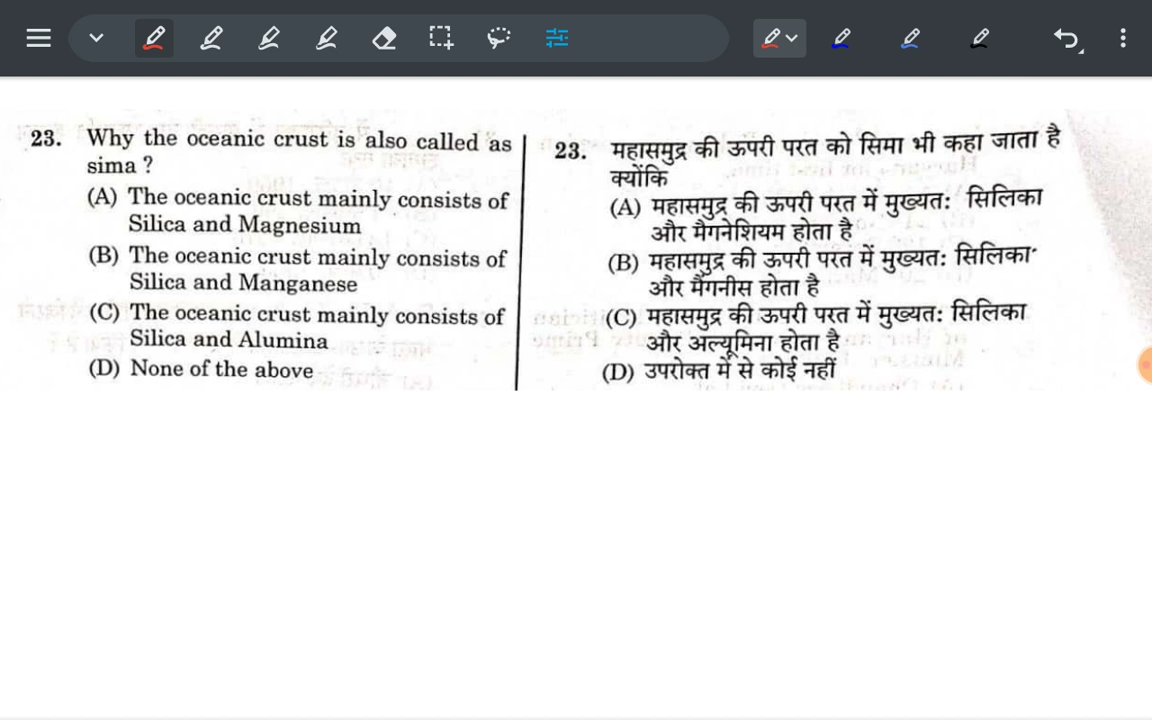 23. Why the oceanic crust is also called as
sima ?
(A) The oceanic crust mainly consists of
Silica and Magnesium
(B) The oceanic crust mainly consists of
Silica and Manganese
(C) The oceanic crust mainly consists of
Silica and Alumina
(D) None of the above
23. महासमुद्र की ऊपरी परत को सिमा भी कहा जाता है
क्योंकि
(A) महासमुद्र की ऊपरी परत में मुख्यत: सिलिका
और मैगनेशियम होता है
(B) महासमुद्र की ऊपरी परत में मुख्यत: सिलिका
और मैंगनीस होता है
(C) महासमुद्र की ऊपरी परत में मुख्यत: सिलिका
और अल्यूमिना होता है
(D) उपरोक्त में से कोई नहीं